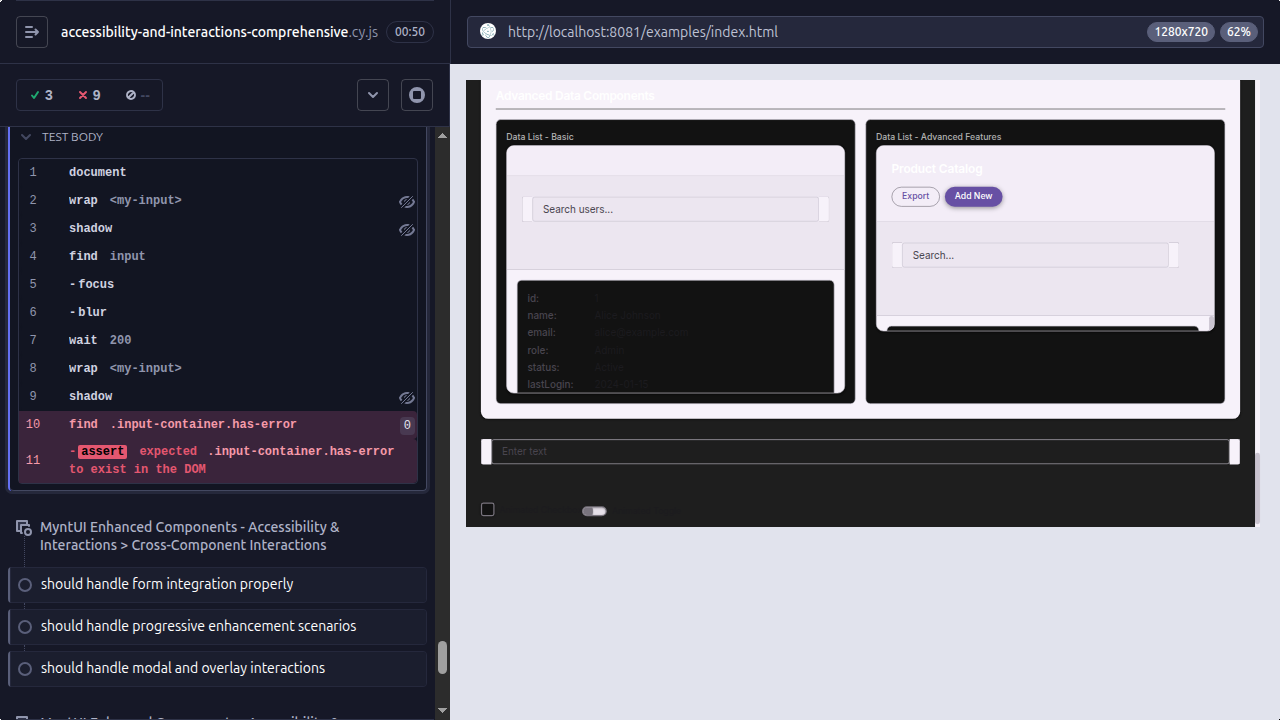 accessibility-and-interactions-comprehensive.cy.js 00:50
3 9 --
TEST BODY
1 document
2 wrap <my-input>
3 shadow
4 find input
5 -focus
6 -blur
7 wait 200
8 wrap <my-input>
9 shadow
10 find .input-container.has-error 0
11 -assert expected .input-container.has-error
to exist in the DOM
MyntUI Enhanced Components - Accessibility &
Interactions > Cross-Component Interactions
should handle form integration properly
should handle progressive enhancement scenarios
should handle modal and overlay interactions
http://localhost:8081/examples/index.html 1280x720 62%
Advanced Data Components
Data List - Basic
Search users...
id: 1
name:
email:
role: Admin
status: Active
lastLogin: 2024-01-15
Data List - Advanced Features
Product Catalog
Export Add New
Search...
Enter text